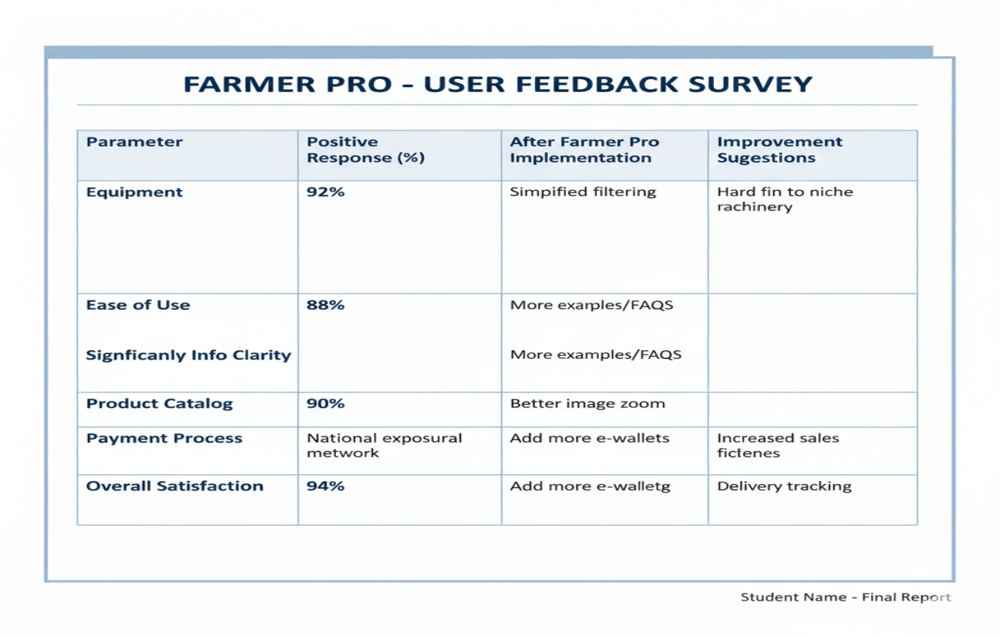 FARMER PRO - USER FEEDBACK SURVEY
Parameter
Positive
Response (%)
After Farmer Pro
Implementation
Improvement
Sugestions
Equipment
92%
Simpified filtering
Hard fin to niche
rachinery
Ease of Use
88%
More exarples/FAQS
Signficanly Info Clarity
More examples/FAQS
Product Catalog
90%
Better image zoom
Payment Process
National exposural
metwork
Add more e-wallets
Increased sales
fictenes
Overall Satisfaction
94%
Add more e-walletg
Delivery tracking
Student Name - Final Report